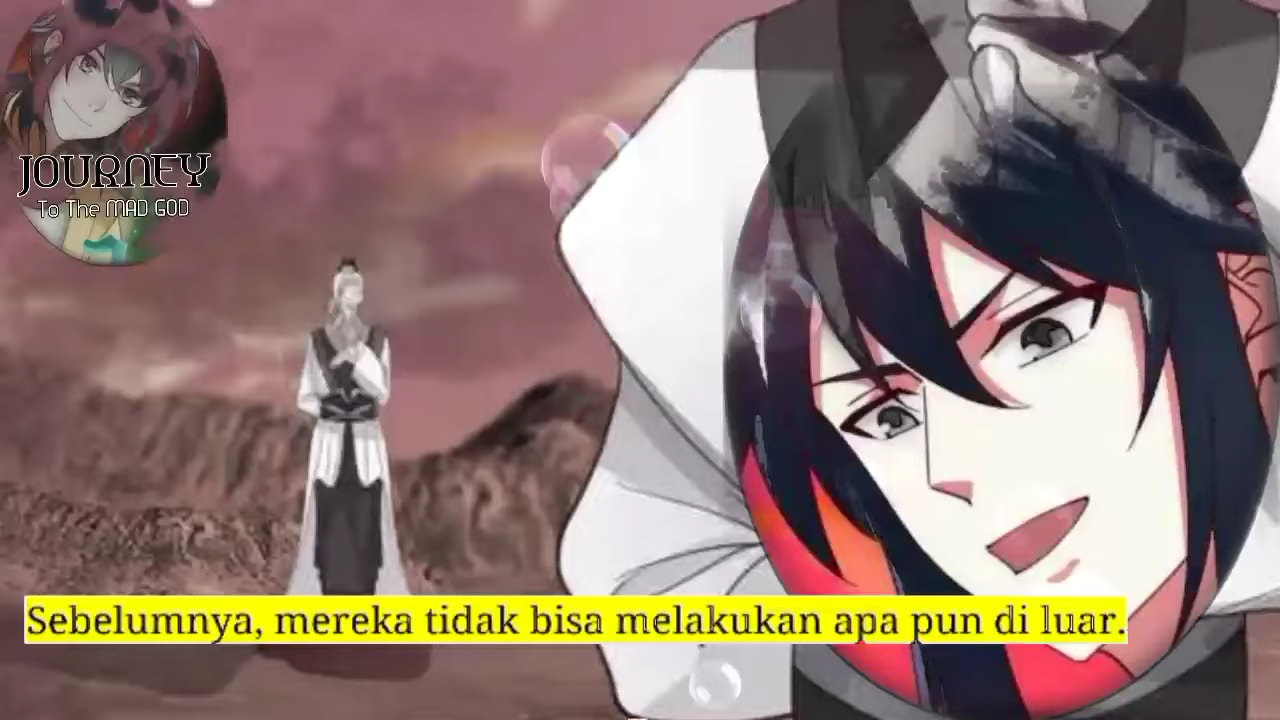 JOURNEY
To The MAD GOD
Sebelumnya, mereka tidak bisa melakukan apa pun di luar.